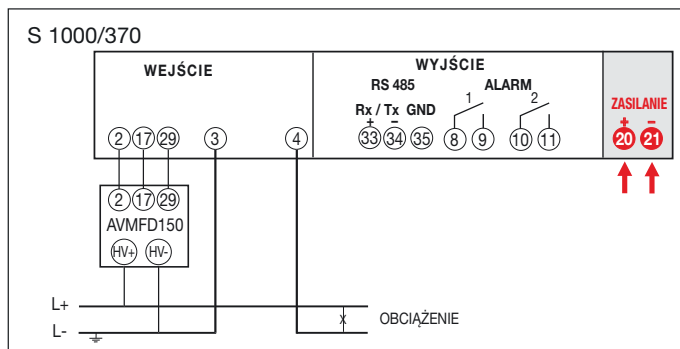 S 1000/370
WEJŚCIE
WYJŚCIE
RS 485 ALARM
1 2
Rx / Tx GND
+ −
ZASILANIE
+ −
2 17 29 3 4 33 34 35 8 9 10 11 20 21
2 17 29
AVMFD150
HV+ HV-
L+
X OBCIĄŻENIE
L-